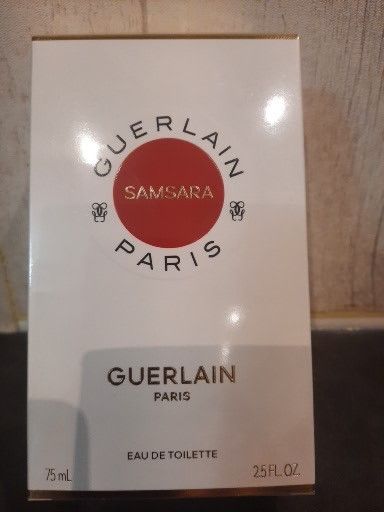 GUERLAIN
SAMSARA
PARIS
GUERLAIN
PARIS
EAU DE TOILETTE
75 mL 2.5 FL. OZ.